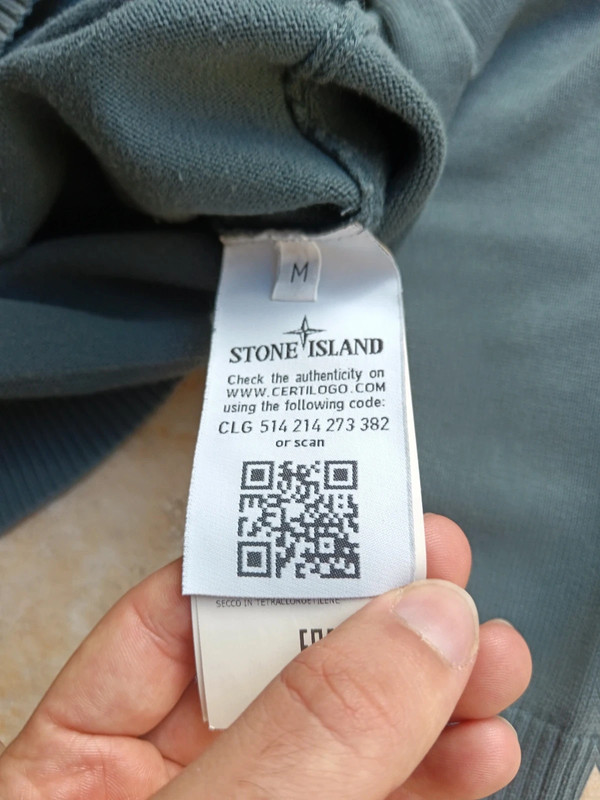 M
STONE ISLAND
Check the authenticity on
WWW.CERTILOGO.COM
using the following code:
CLG 514 214 273 382
or scan
SECCO IN TETRACLOROETILENE